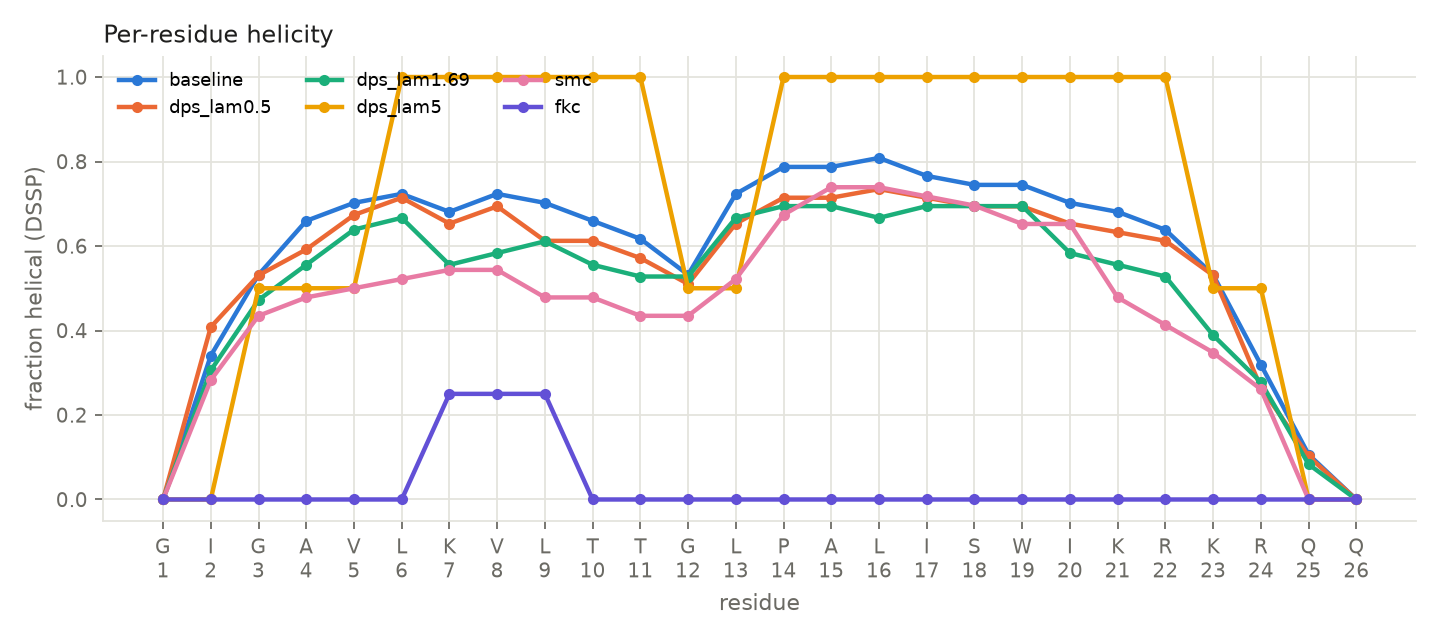 Per-residue helicity
baseline dps_lam1.69 smc
dps_lam0.5 dps_lam5 fkc
fraction helical (DSSP)
1.0
0.8
0.6
0.4
0.2
0.0
G I G A V L K V L T T G L P A L I S W I K R K R Q Q
1 2 3 4 5 6 7 8 9 10 11 12 13 14 15 16 17 18 19 20 21 22 23 24 25 26
residue